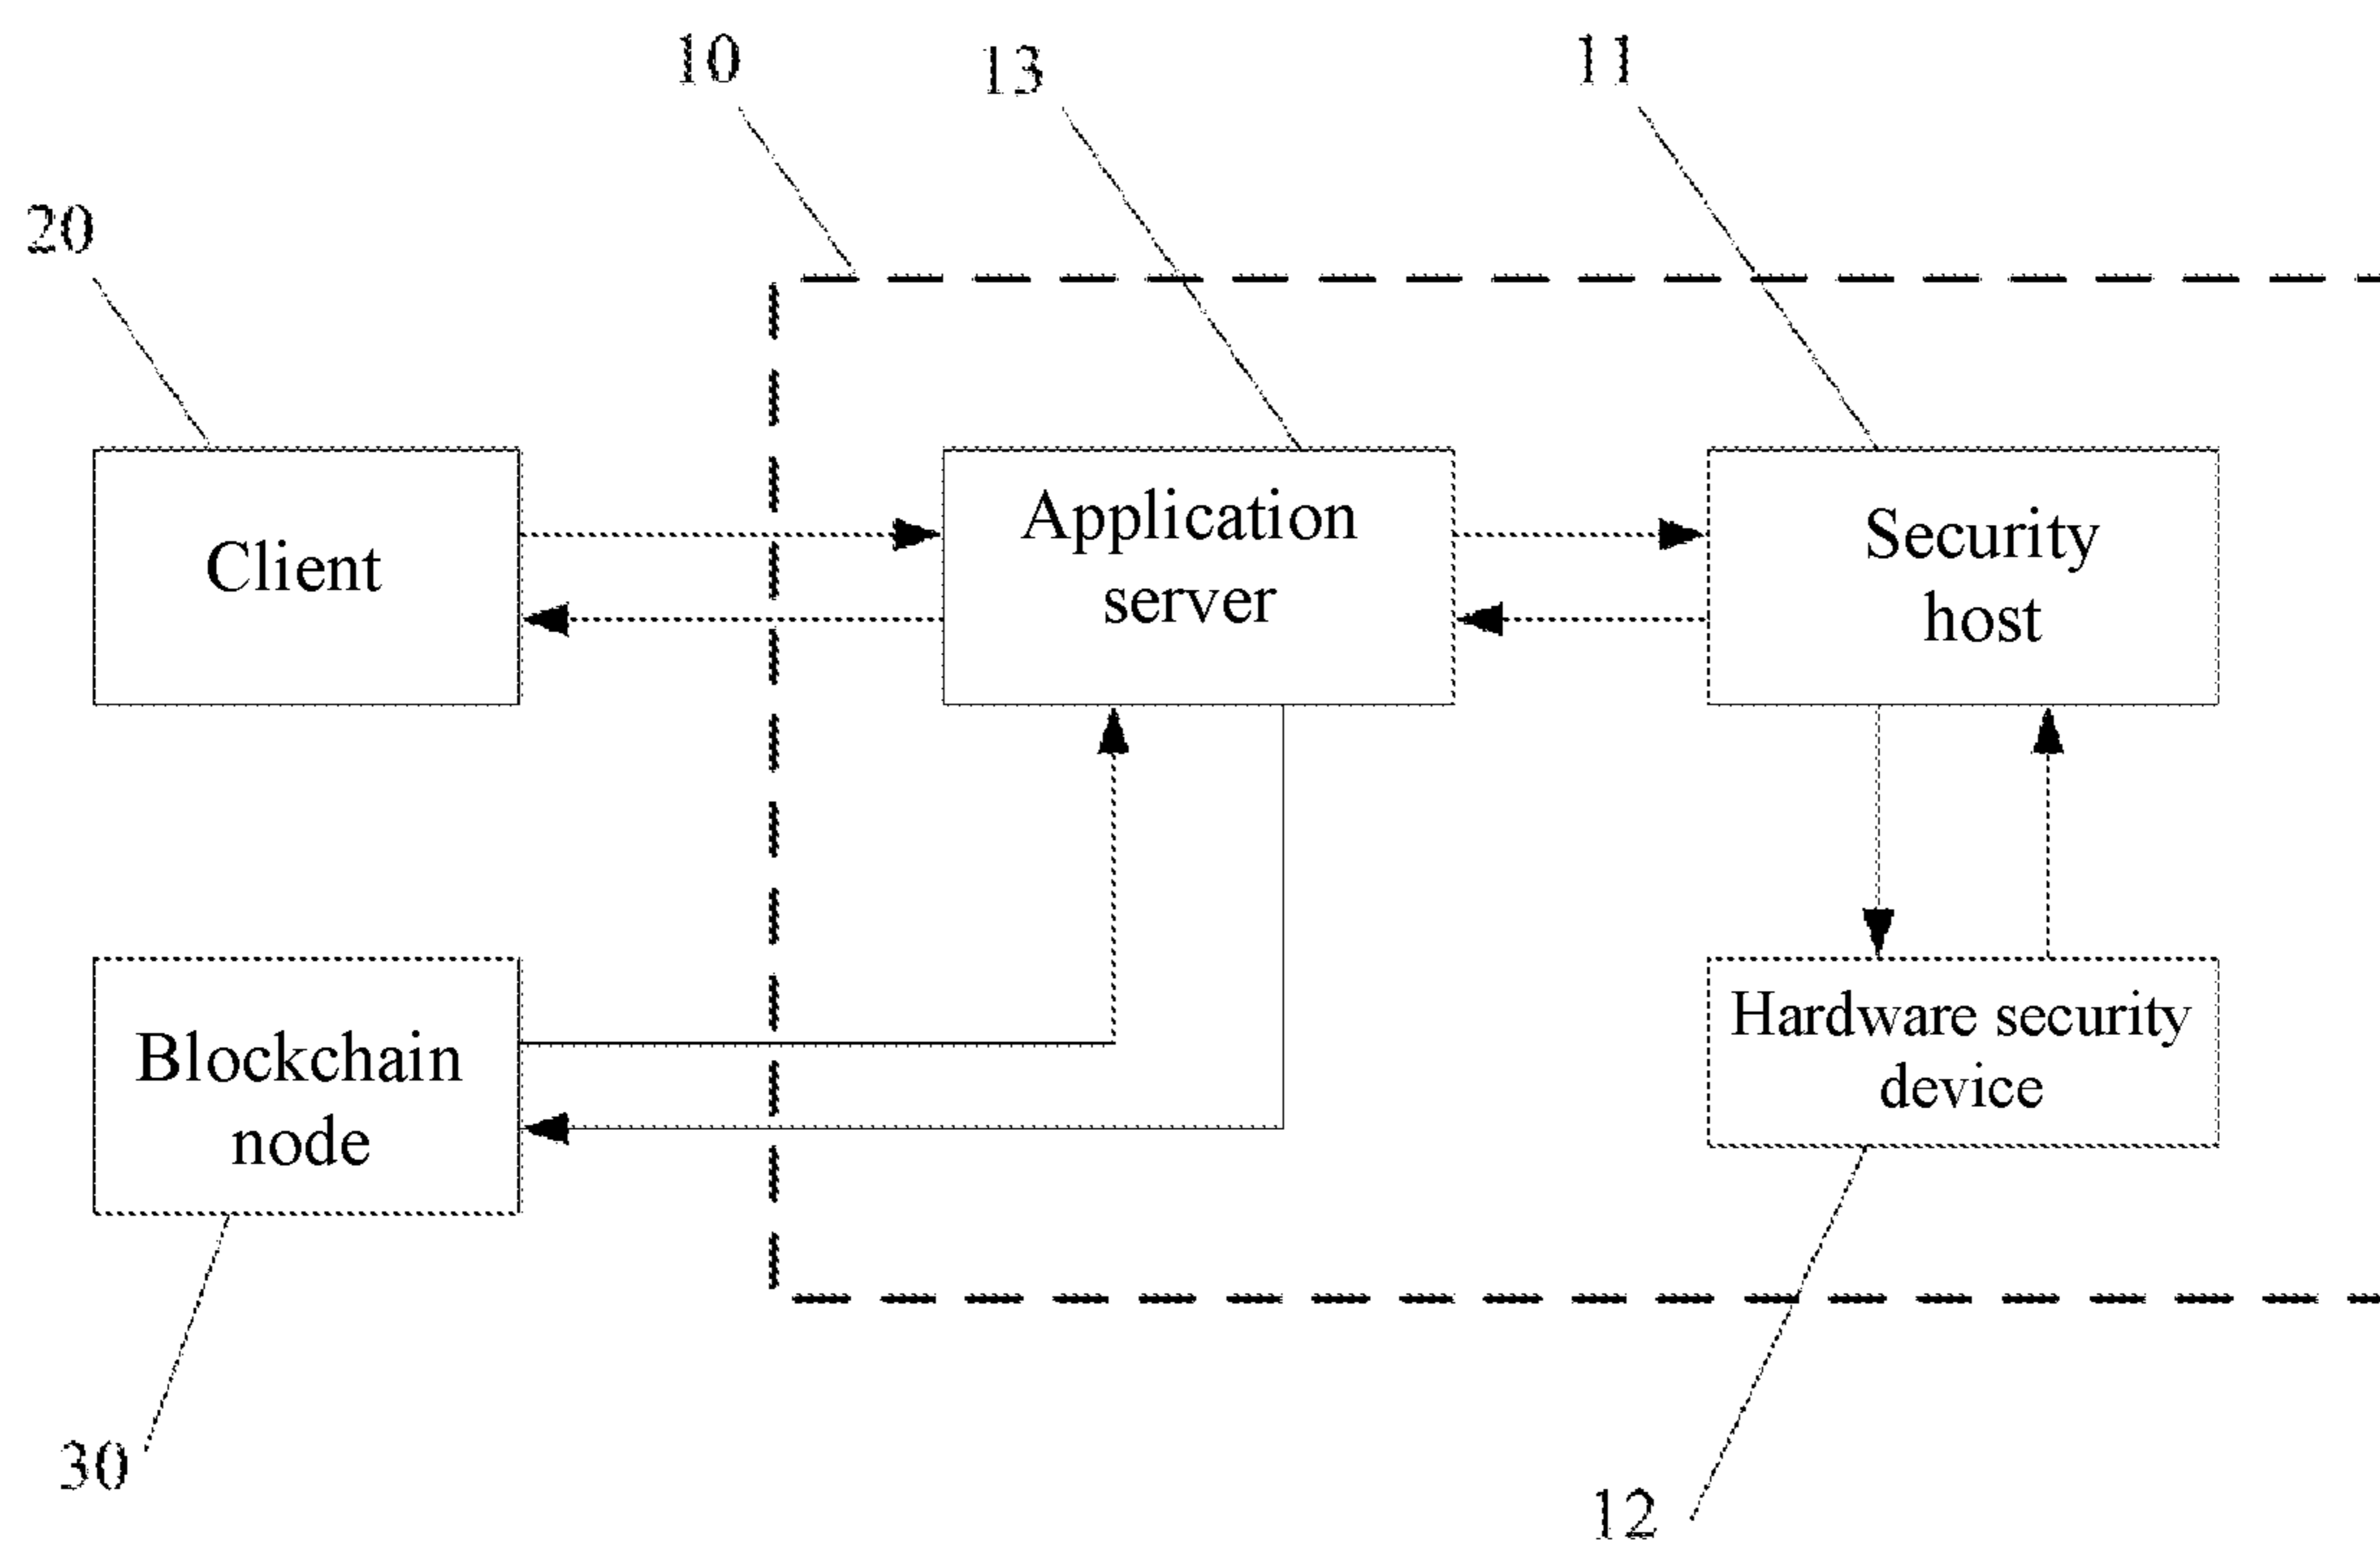 10
13
11
20
Client
Application
server
Security
host
Blockchain
node
Hardware security
device
30
12